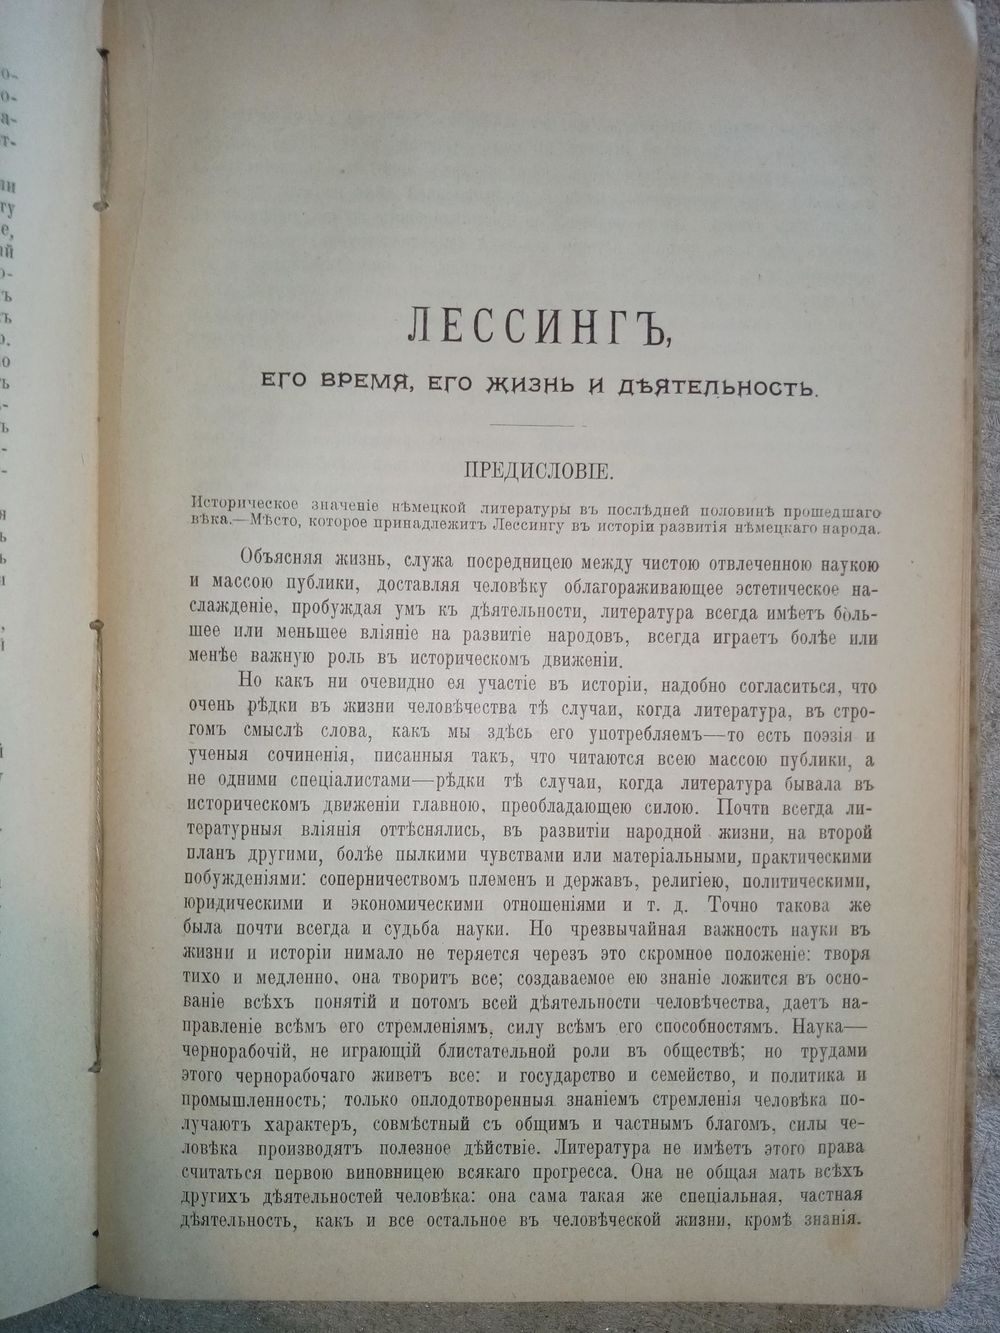 ЛЕССИНГЪ,
ЕГО ВРЕМЯ, ЕГО ЖИЗНЬ И ДѢЯТЕЛЬНОСТЬ.
ПРЕДИСЛОВІЕ.
Историческое значеніе нѣмецкой литературы въ послѣдней половинѣ прошедшаго
вѣка.—Мѣсто, которое принадлежитъ Лессингу въ исторіи развитія нѣмецкаго народа.
Объясняя жизнь, служа посредницею между чистою отвлеченною наукою
и массою публики, доставляя человѣку облагораживающее эстетическое на-
слажденіе, пробуждая умъ къ дѣятельности, литература всегда имѣетъ боль-
шее или меньшее вліяніе на развитіе народовъ, всегда играетъ болѣе или
менѣе важную роль въ историческомъ движеніи.
Но какъ ни очевидно ея участіе въ исторіи, надобно согласиться, что
очень рѣдки въ жизни человѣчества тѣ случаи, когда литература, въ стро-
гомъ смыслѣ слова, какъ мы здѣсь его употребляемъ—то есть поэзія и
ученыя сочиненія, писанныя такъ, что читаются всею массою публики, а
не одними спеціалистами—рѣдки тѣ случаи, когда литература бывала въ
историческомъ движеніи главною, преобладающею силою. Почти всегда ли-
тературныя вліянія оттѣснялись, въ развитіи народной жизни, на второй
планъ другими, болѣе пылкими чувствами или матеріальными, практическими
побужденіями: соперничествомъ племенъ и державъ, религіею, политическими,
юридическими и экономическими отношеніями и т. д. Точно такова же
была почти всегда и судьба науки. Но чрезвычайная важность науки въ
жизни и исторіи нимало не теряется черезъ это скромное положеніе: творя
тихо и медленно, она творитъ все; создаваемое ею знаніе ложится въ осно-
ваніе всѣхъ понятій и потомъ всей дѣятельности человѣчества, даетъ на-
правленіе всѣмъ его стремленіямъ, силу всѣмъ его способностямъ. Наука—
чернорабочій, не играющій блистательной роли въ обществѣ; но трудами
этого чернорабочаго живетъ все: и государство и семейство, и политика и
промышленность; только оплодотворенныя знаніемъ стремленія человѣка по-
лучаютъ характеръ, совмѣстный съ общимъ и частнымъ благомъ, силы че-
ловѣка производятъ полезное дѣйствіе. Литература не имѣетъ этого права
считаться первою виновницею всякаго прогресса. Она не общая мать всѣхъ
другихъ дѣятельностей человѣка: она сама такая же спеціальная, частная
дѣятельность, какъ и все остальное въ человѣческой жизни, кромѣ знанія.